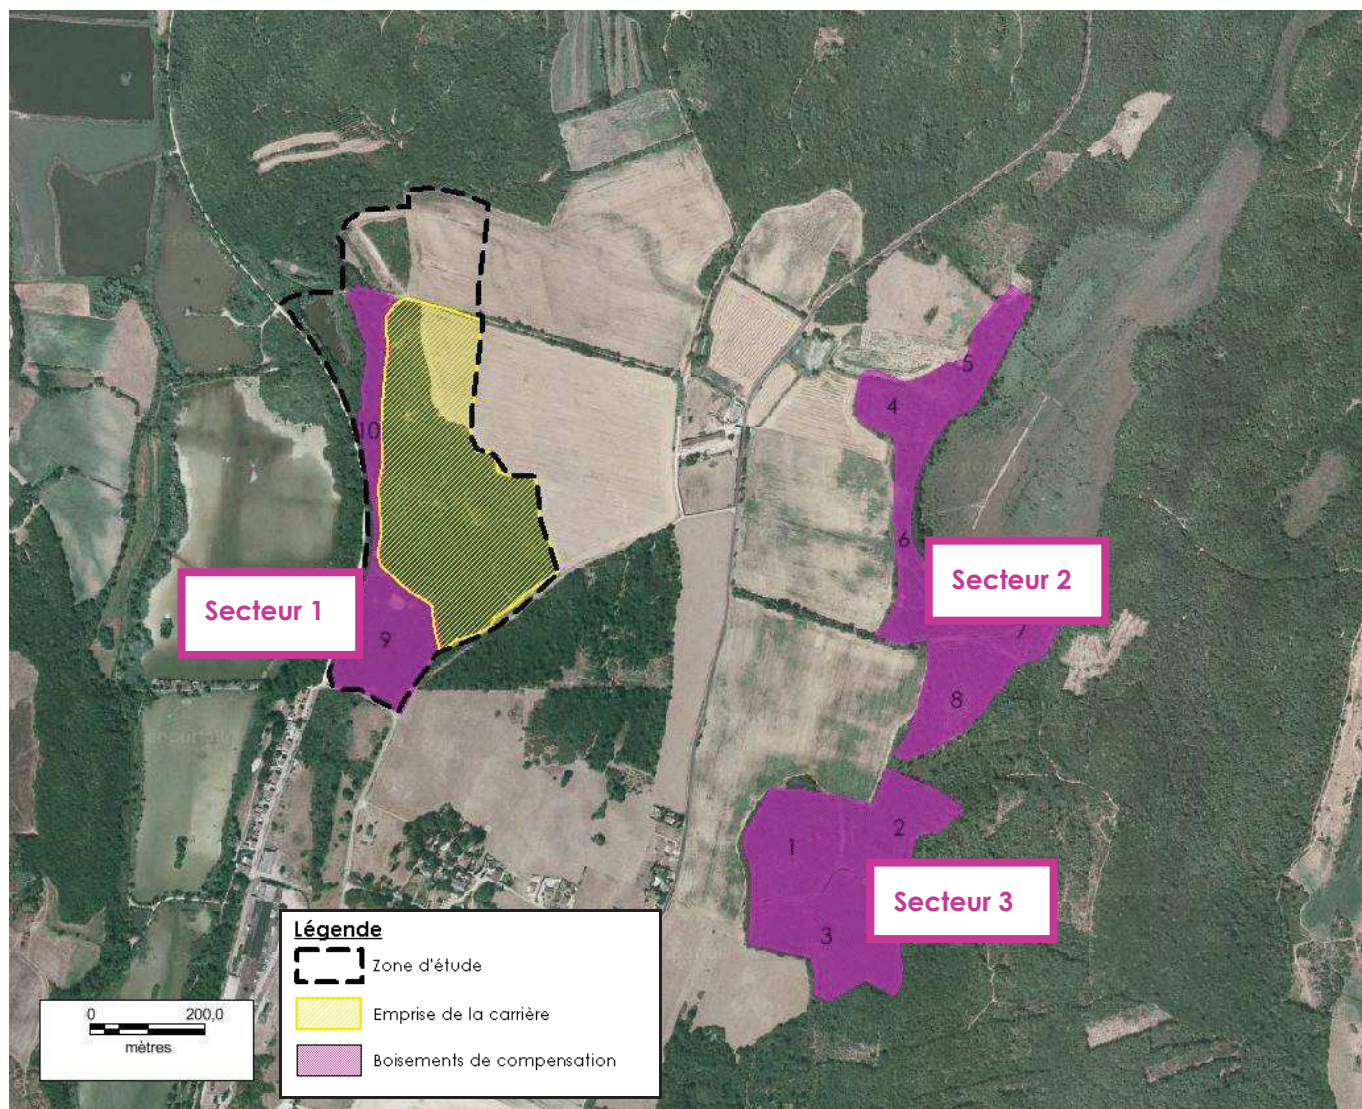 5
4
10
6
Secteur 2
Secteur 1
7
9
8
2
1
Secteur 3
3
Légende
Zone d'étude
Emprise de la carrière
Boisements de compensation
0 200,0
mètres